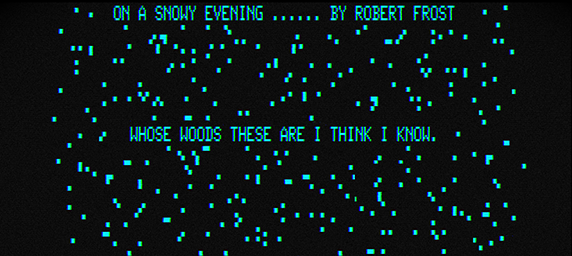 ON A SNOWY EVENING ...... BY ROBERT FROST
WHOSE WOODS THESE ARE I THINK I KNOW.